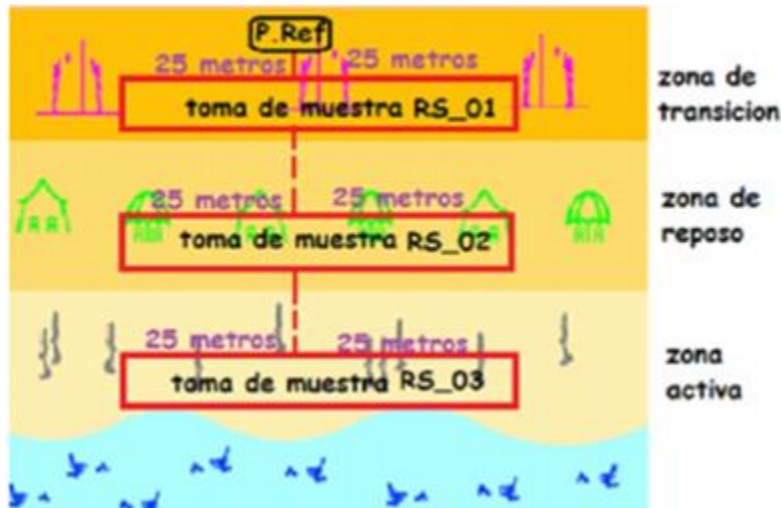 P.Ref
25 metros 25 metros
toma de muestra RS_01
zona de
transicion
25 metros 25 metros
toma de muestra RS_02
zona de
reposo
25 metros 25 metros
toma de muestra RS_03
zona
activa